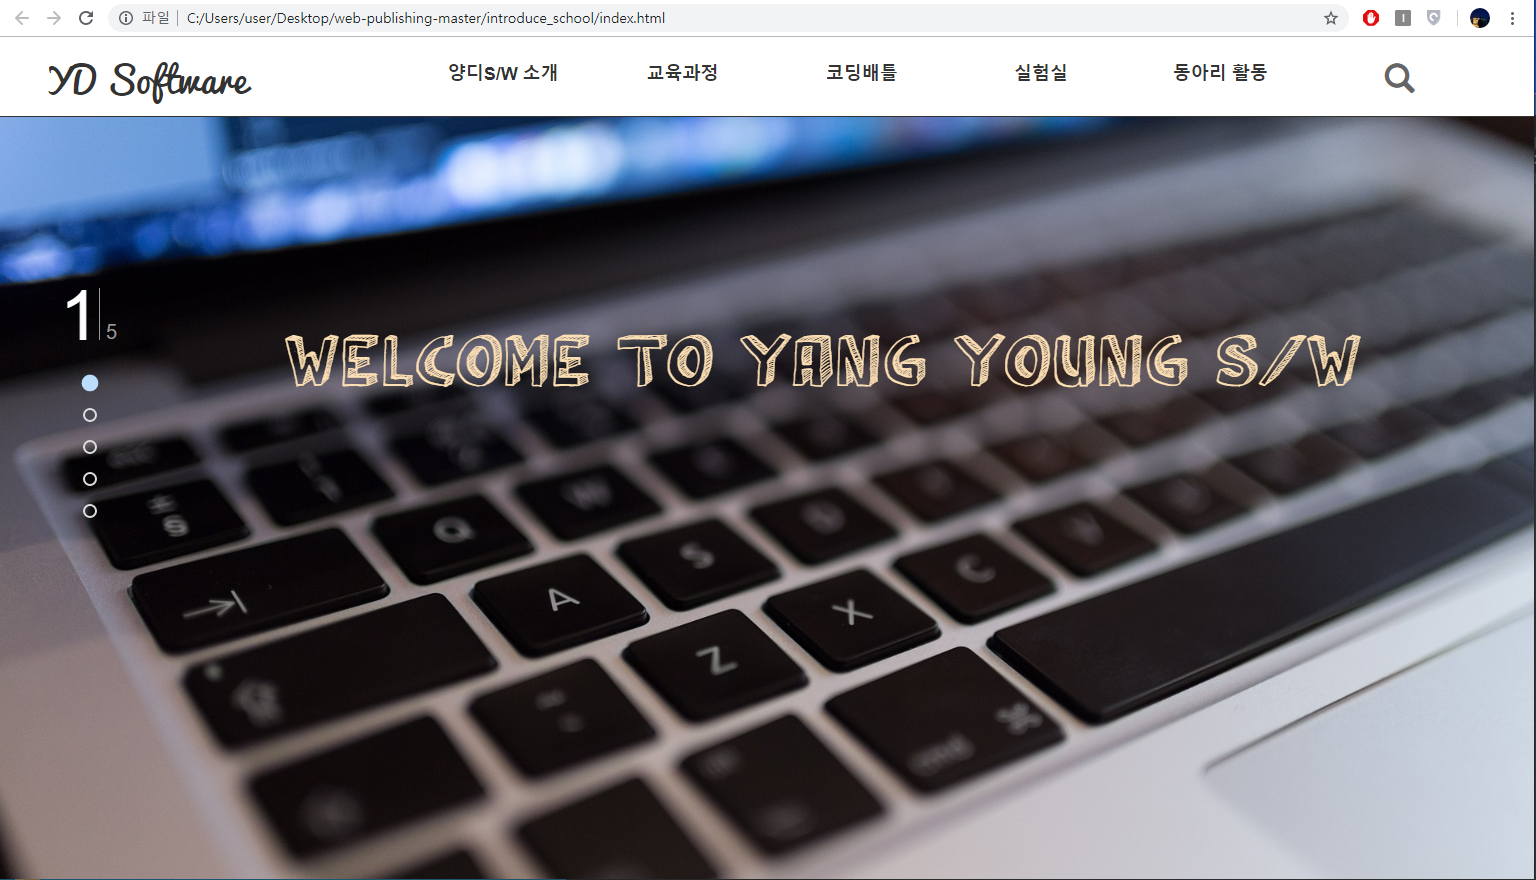 파일 C:/Users/user/Desktop/web-publishing-master/introduce_school/index.html
YD Software 양디S/W 소개 교육과정 코딩배틀 실험실 동아리 활동
1 5
WELCOME TO YANG YOUNG S/W
Q W
A S
Z X C